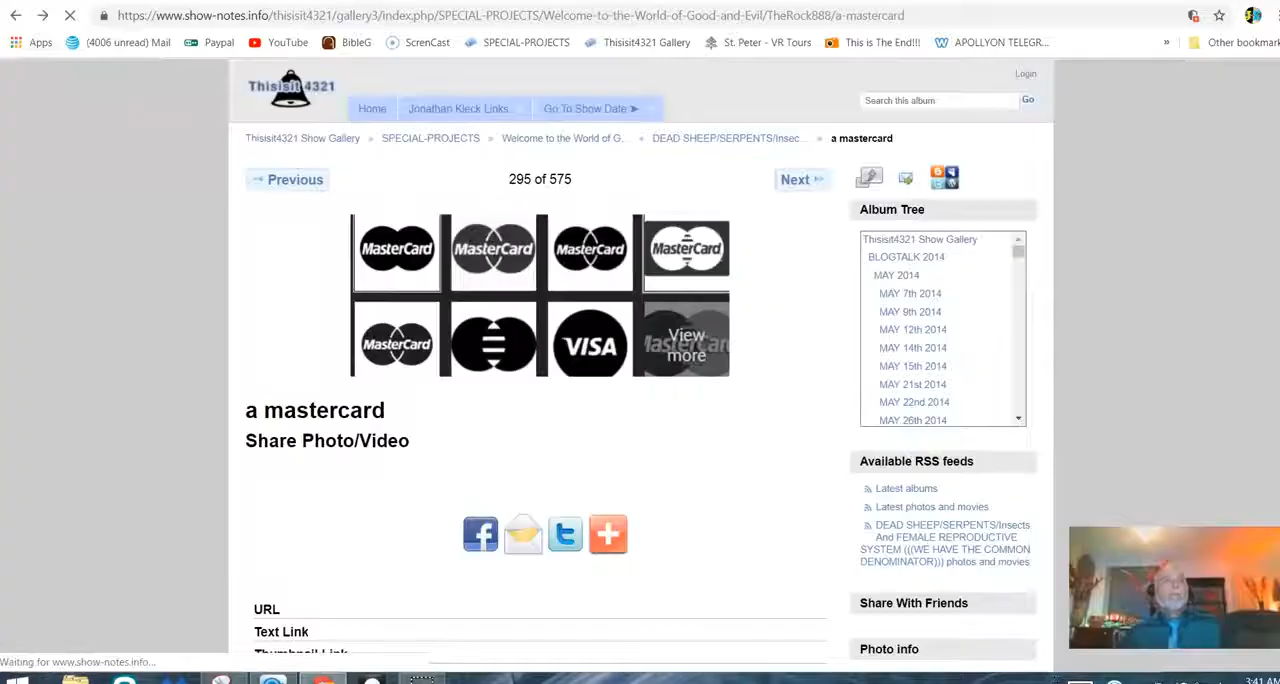 https://www.show-notes.info/thisisit4321/gallery3/index.php/SPECIAL-PROJECTS/Welcome-to-the-World-of-Good-and-Evil/TheRock888/a-mastercard
Apps (4006 unread) Mail Paypal YouTube BibleG ScrenCast SPECIAL-PROJECTS Thisisit4321 Gallery St. Peter - VR Tours This is The End!!! APOLLYON TELEGR... » Other bookmark
Thisisit 4321
Login
Home Jonathan Kleck Links Go To Show Date ►
Search this album Go
Thisisit4321 Show Gallery » SPECIAL-PROJECTS » Welcome to the World of G... » DEAD SHEEP/SERPENTS/Insec... » a mastercard
Previous 295 of 575 Next
MasterCard MasterCard MasterCard MasterCard
MasterCard VISA View more
a mastercard
Share Photo/Video
URL
Text Link
Thumbnail Link
Album Tree
Thisisit4321 Show Gallery
BLOGTALK 2014
MAY 2014
MAY 7th 2014
MAY 9th 2014
MAY 12th 2014
MAY 14th 2014
MAY 15th 2014
MAY 21st 2014
MAY 22nd 2014
MAY 26th 2014
Available RSS feeds
Latest albums
Latest photos and movies
DEAD SHEEP/SERPENTS/Insects
And FEMALE REPRODUCTIVE
SYSTEM (((WE HAVE THE COMMON
DENOMINATOR))) photos and movies
Share With Friends
Photo info
Waiting for www.show-notes.info...
3:41 AM